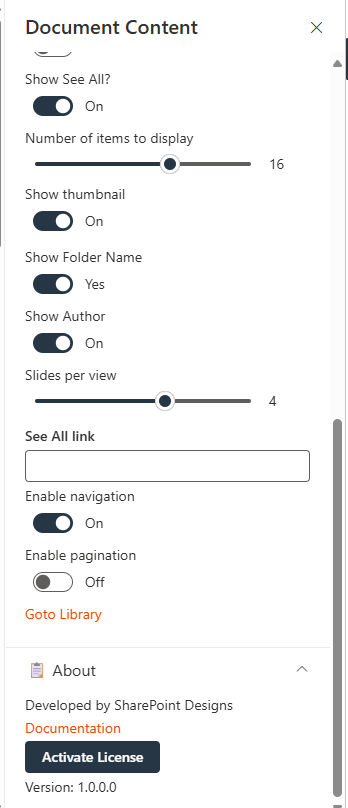 Document Content
Show See All?
On
Number of items to display
16
Show thumbnail
On
Show Folder Name
Yes
Show Author
On
Slides per view
4
See All link
Enable navigation
On
Enable pagination
Off
Goto Library
About
Developed by SharePoint Designs
Documentation
Activate License
Version: 1.0.0.0